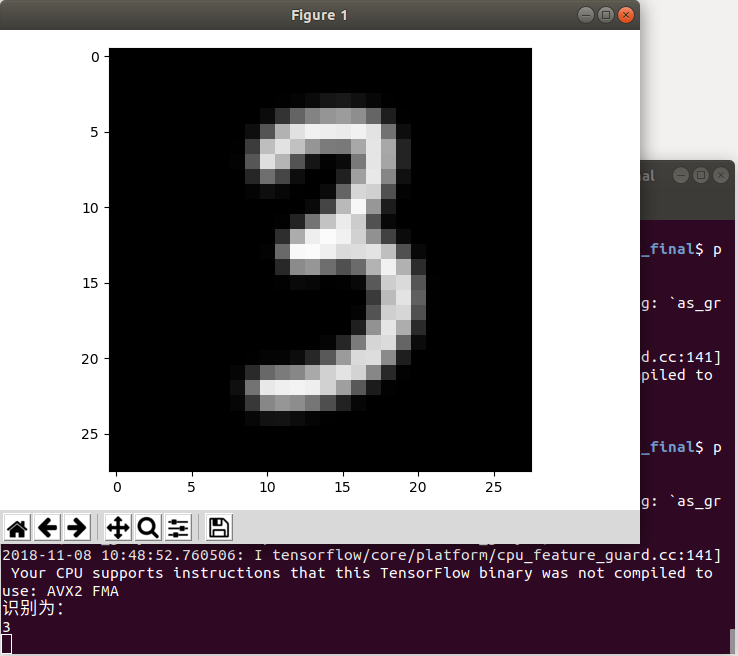 Figure 1
0
5
10
15
20
25
0 5 10 15 20 25
nal
_final$ p
g: `as_gr
d.cc:141]
piled to
_final$ p
g: `as_gr
2018-11-08 10:48:52.760506: I tensorflow/core/platform/cpu_feature_guard.cc:141]
Your CPU supports instructions that this TensorFlow binary was not compiled to
use: AVX2 FMA
识别为：
3